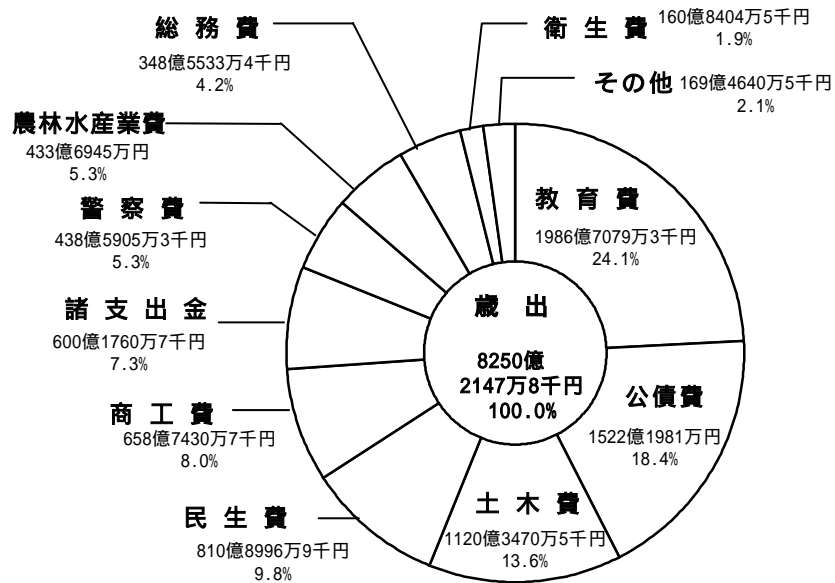 総務費
348億5533万4千円
4.2%
衛生費
160億8404万5千円
1.9%
その他
169億4640万5千円
2.1%
農林水産業費
433億6945万円
5.3%
警察費
438億5905万3千円
5.3%
諸支出金
600億1760万7千円
7.3%
商工費
658億7430万7千円
8.0%
民生費
810億8996万9千円
9.8%
土木費
1120億3470万5千円
13.6%
公債費
1522億1981万円
18.4%
教育費
1986億7079万3千円
24.1%
歳出
8250億
2147万8千円
100.0%